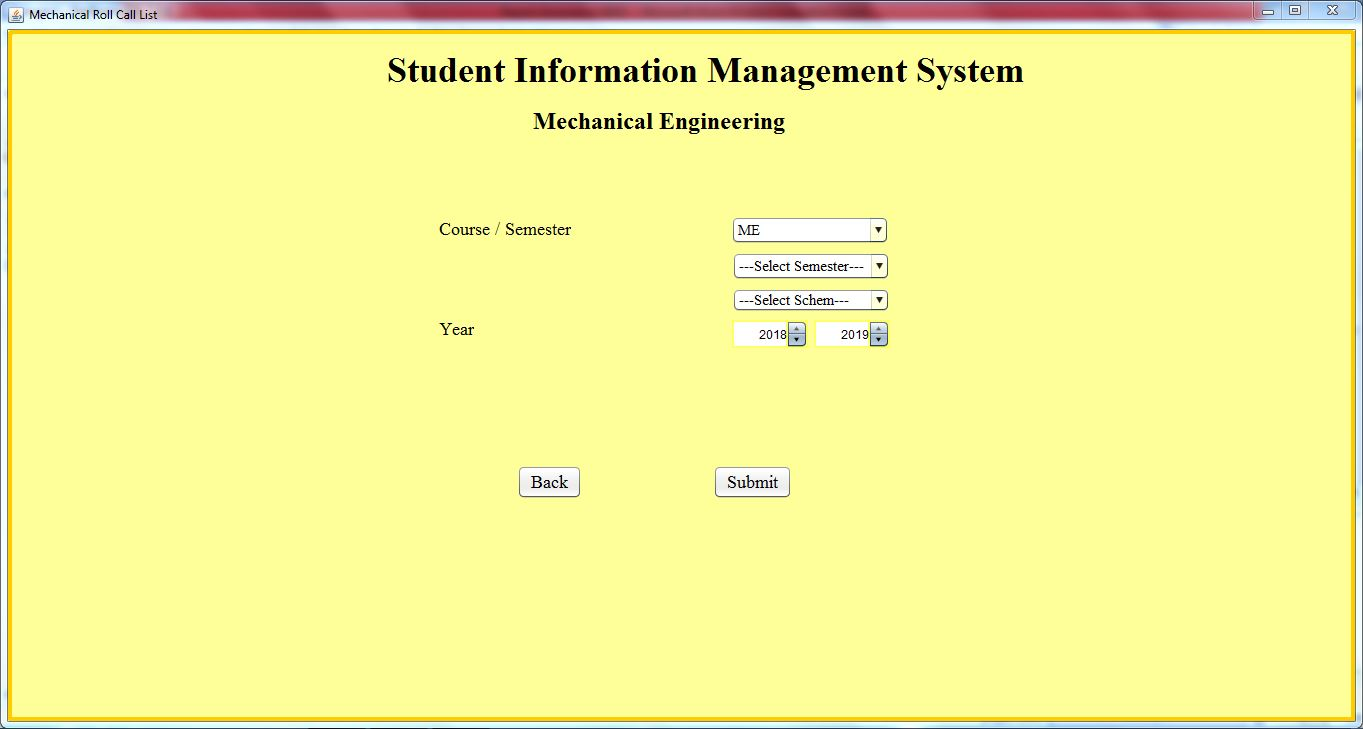 Mechanical Roll Call List
Student Information Management System
Mechanical Engineering
Course / Semester
ME
---Select Semester---
---Select Schem---
Year
2018 2019
Back Submit